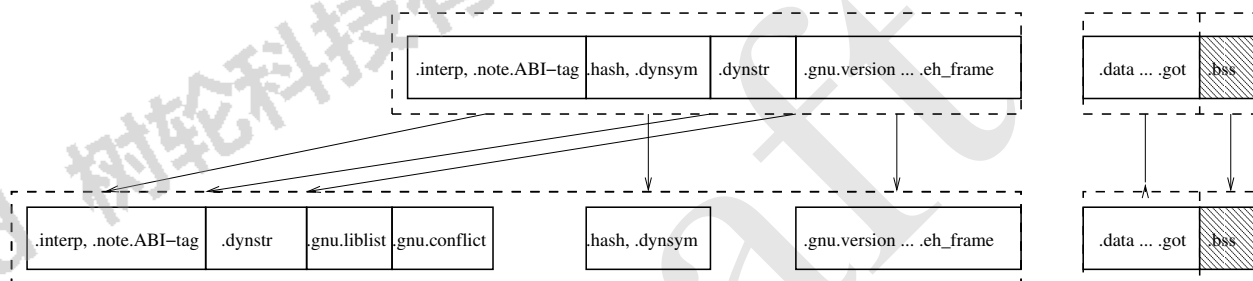 .interp, .note.ABI−tag .hash, .dynsym .dynstr .gnu.version ... .eh_frame .data ... .got .bss
树轮科技有
.interp, .note.ABI−tag .dynstr .gnu.liblist .gnu.conflict .hash, .dynsym .gnu.version ... .eh_frame .data ... .got .bss